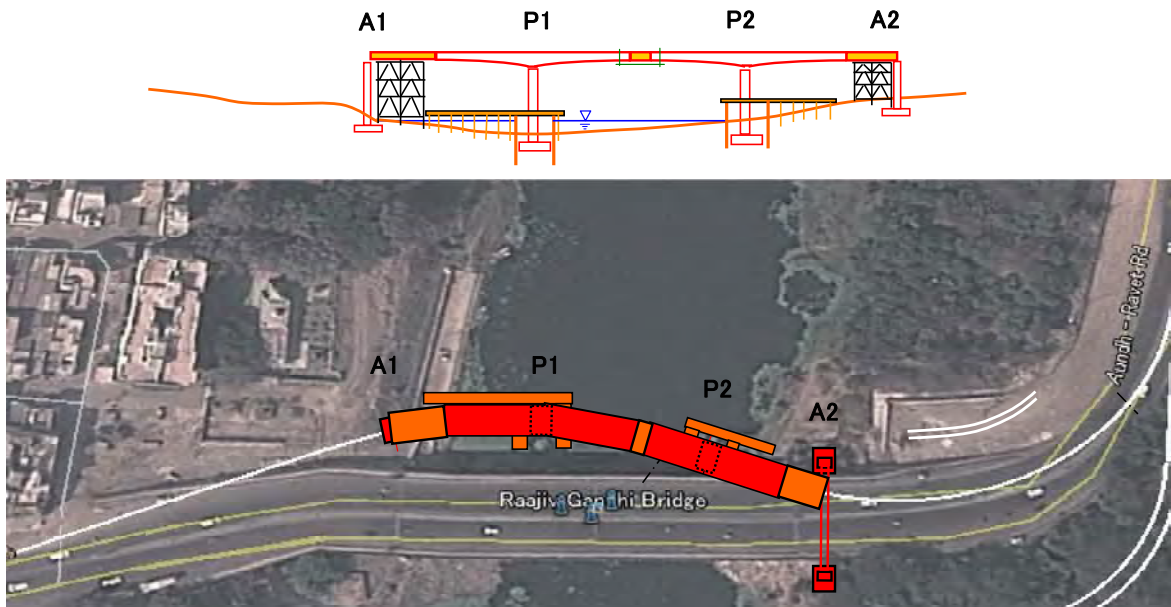 A1 P1 P2 A2
A1 P1 P2 A2
Raajiv Gandhi Bridge
Aundh - Ravet Rd